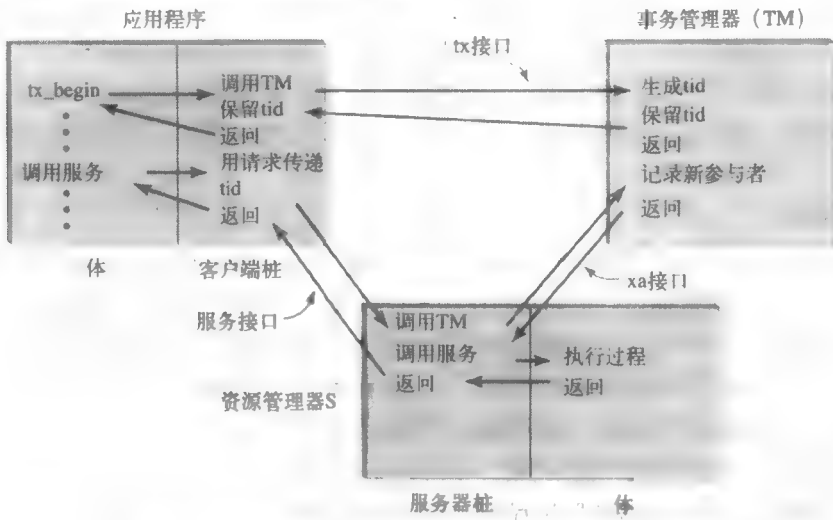 应用程序
事务管理器（TM）
tx接口
tx_begin
调用TM
保留tid
返回
调用服务
用请求传递
tid
返回
生成tid
保留tid
返回
记录新参与者
返回
体
客户端桩
服务接口
xa接口
调用TM
调用服务
返回
执行过程
返回
资源管理器S
服务器桩
体